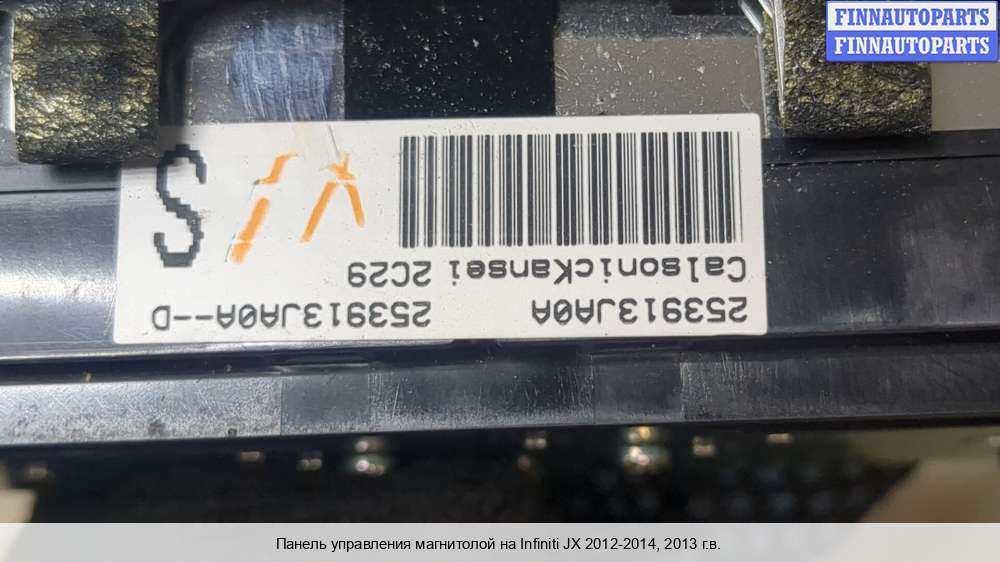 FINNAUTOPARTS
FINNAUTOPARTS
253913JA0A 253913JA0A--D
CalsonicKansei 2C29
S
Панель управления магнитолой на Infiniti JX 2012-2014, 2013 г.в.